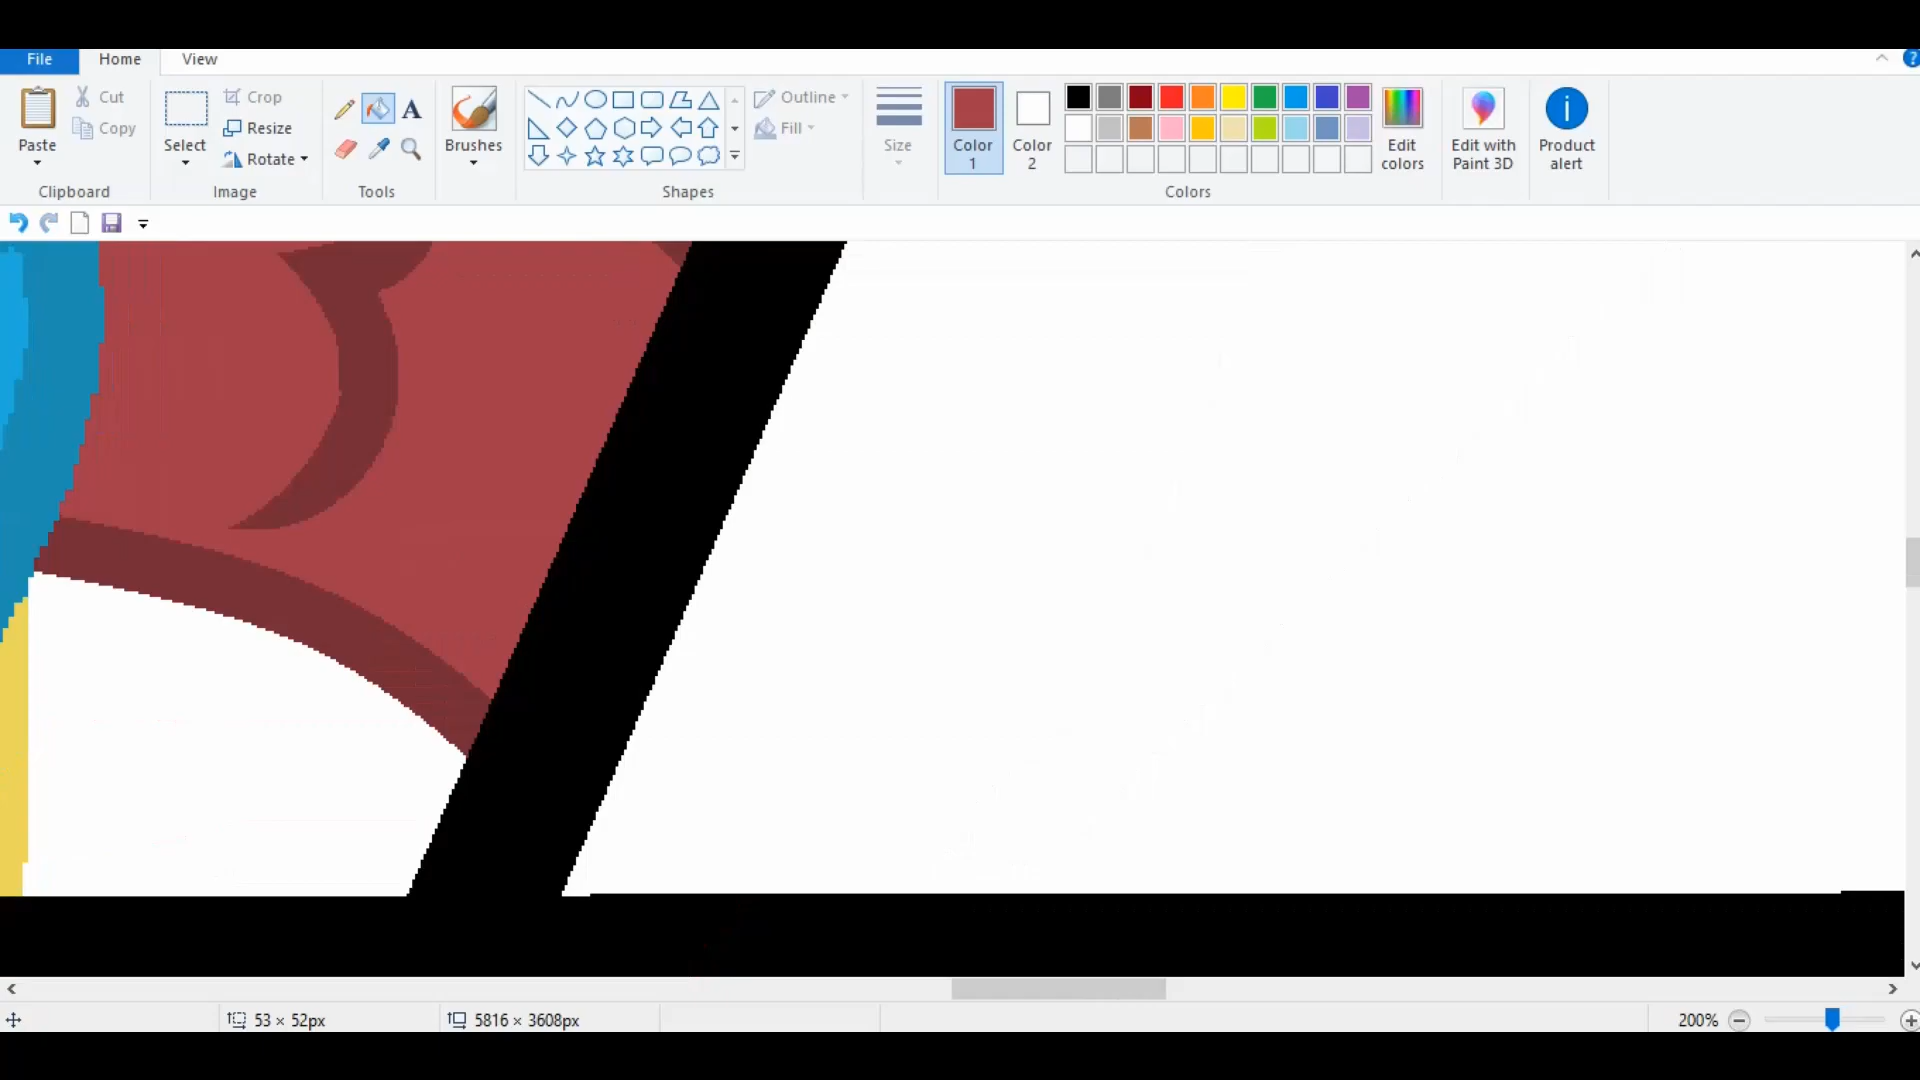 File Home View ?
Paste Cut Copy Clipboard
Select Crop Resize Rotate Image
A Tools
Brushes
Shapes
Outline Fill
Size
Color 1
Color 2
Colors
Edit colors
Edit with Paint 3D
Product alert
53 × 52px 5816 × 3608px 200%